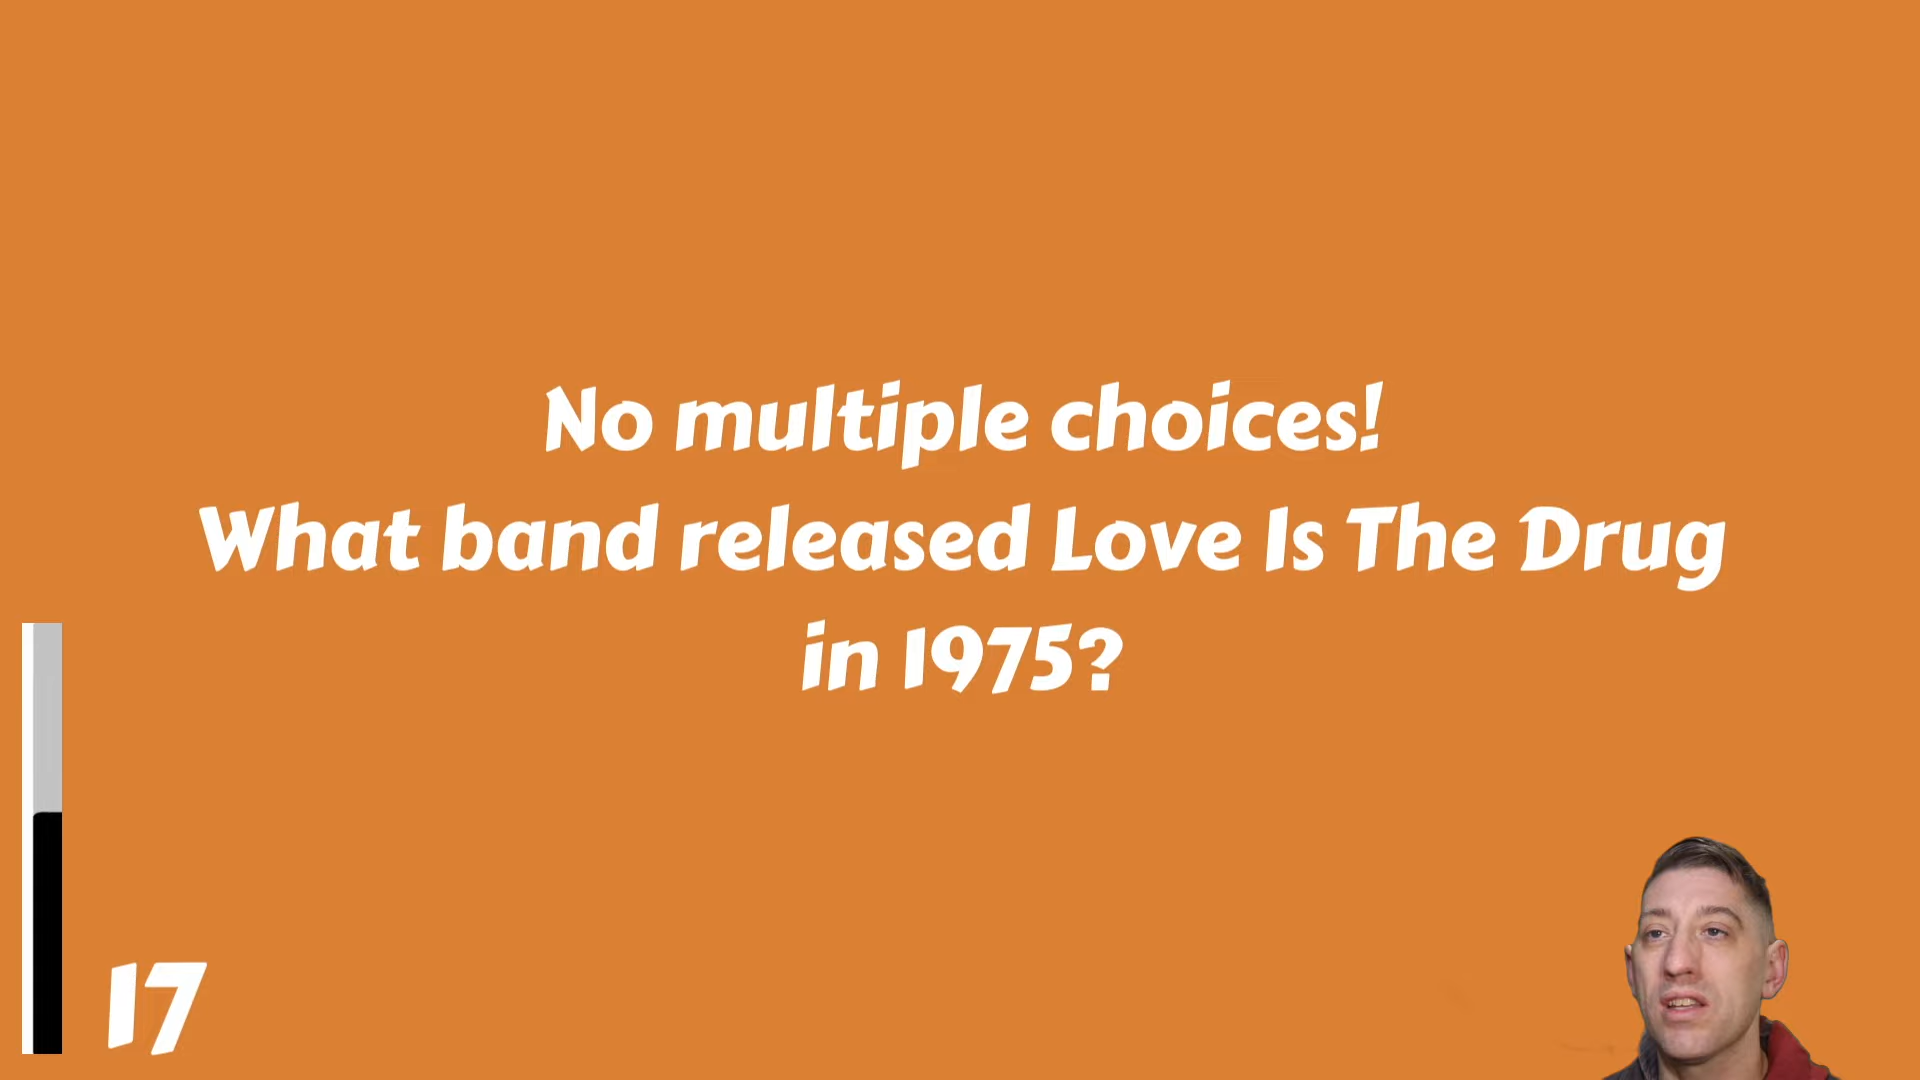 No multiple choices!
What band released Love Is The Drug
in 1975?
17